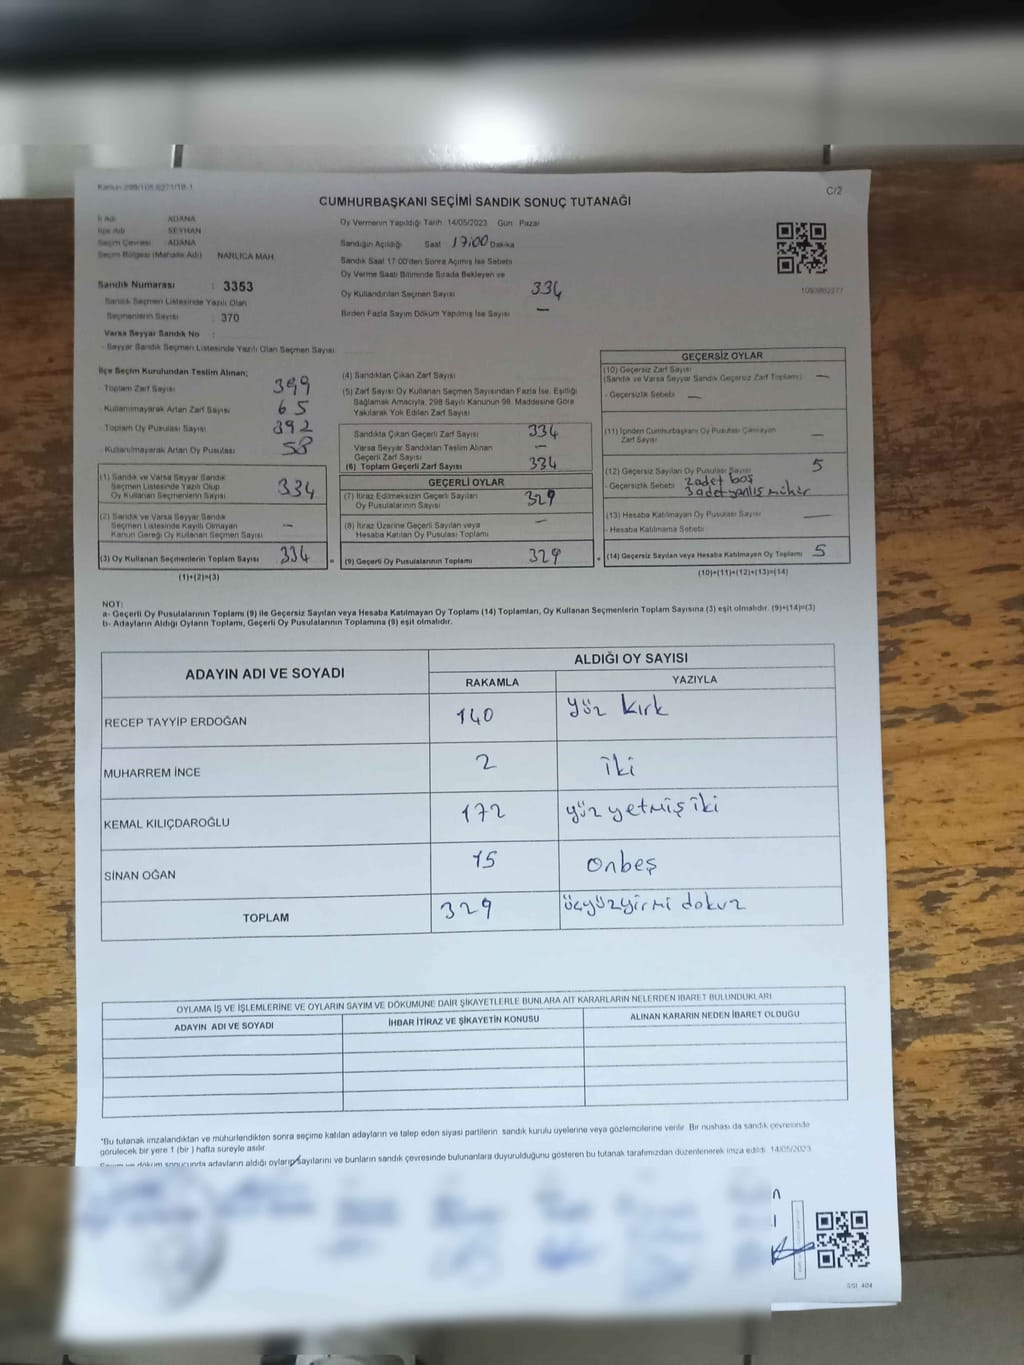 C/2
CUMHURBAŞKANI SEÇİMİ SANDIK SONUÇ TUTANAĞI
İl Adı : ADANA
İlçe Adı : SEYHAN
Seçim Çevresi : ADANA
Seçim Bölgesi (Mahalle Adı) NARLICA MAH.
Sandık Numarası : 3353
Sandık Seçmen Listesinde Yazılı Olan
Seçmenlerin Sayısı : 370
Varsa Seyyar Sandık No :
- Seyyar Sandık Seçmen Listesinde Yazılı Olan Seçmen Sayısı:
Oy Vermenin Yapıldığı Tarih : 14/05/2023 Gün : Pazar
Sandığın Açıldığı Saat 17:00 Dakika
Sandık Saat 17:00'den Sonra Açılmış İse Sebebi
Oy Verme Saati Bitiminde Sırada Bekleyen ve
Oy Kullandırılan Seçmen Sayısı 334
Birden Fazla Sayım Döküm Yapılmış İse Sayısı —
İlçe Seçim Kurulundan Teslim Alınan;
- Toplam Zarf Sayısı 399
- Kullanılmayarak Artan Zarf Sayısı 65
- Toplam Oy Pusulası Sayısı 392
- Kullanılmayarak Artan Oy Pusulası 58
(1) Sandık ve Varsa Seyyar Sandık
Seçmen Listesinde Yazılı Olup
Oy Kullanan Seçmenlerin Sayısı 334
(2) Sandık ve Varsa Seyyar Sandık
Seçmen Listesinde Kayıtlı Olmayan
Kanun Gereği Oy Kullanan Seçmen Sayısı —
(3) Oy Kullanan Seçmenlerin Toplam Sayısı 334
(1)+(2)=(3)
(4) Sandıktan Çıkan Zarf Sayısı
(5) Zarf Sayısı Oy Kullanan Seçmen Sayısından Fazla İse, Eşitliği
Sağlamak Amacıyla, 298 Sayılı Kanunun 98. Maddesine Göre
Yakılarak Yok Edilen Zarf Sayısı
Sandıkta Çıkan Geçerli Zarf Sayısı 334
Varsa Seyyar Sandıktan Teslim Alınan
Geçerli Zarf Sayısı —
(6) Toplam Geçerli Zarf Sayısı 334
GEÇERLİ OYLAR
(7) İtiraz Edilmeksizin Geçerli Sayılan
Oy Pusulalarının Sayısı 329
(8) İtiraz Üzerine Geçerli Sayılan veya
Hesaba Katılan Oy Pusulası Toplamı —
= (9) Geçerli Oy Pusulalarının Toplamı 329
GEÇERSİZ OYLAR
(10) Geçersiz Zarf Sayısı
(Sandık ve Varsa Seyyar Sandık Geçersiz Zarf Toplamı) —
- Geçersizlik Sebebi —
(11) İçinden Cumhurbaşkanı Oy Pusulası Çıkmayan
Zarf Sayısı —
(12) Geçersiz Sayılan Oy Pusulası Sayısı 5
- Geçersizlik Sebebi 2 adet boş
3 adet yanlış mühür
(13) Hesaba Katılmayan Oy Pusulası Sayısı —
- Hesaba Katılmama Sebebi
+ (14) Geçersiz Sayılan veya Hesaba Katılmayan Oy Toplamı 5
(10)+(11)+(12)+(13)=(14)
NOT:
a- Geçerli Oy Pusulalarının Toplamı (9) ile Geçersiz Sayılan veya Hesaba Katılmayan Oy Toplamı (14) Toplamları, Oy Kullanan Seçmenlerin Toplam Sayısına (3) eşit olmalıdır. (9)+(14)=(3)
b- Adayların Aldığı Oyların Toplamı, Geçerli Oy Pusulalarının Toplamına (9) eşit olmalıdır.
ADAYIN ADI VE SOYADI ALDIĞI OY SAYISI
RAKAMLA YAZIYLA
RECEP TAYYİP ERDOĞAN 140 yüz kırk
MUHARREM İNCE 2 iki
KEMAL KILIÇDAROĞLU 172 yüz yetmiş iki
SİNAN OĞAN 15 onbeş
TOPLAM 329 üçyüzyirmi dokuz
OYLAMA İŞ VE İŞLEMLERİNE VE OYLARIN SAYIM VE DÖKÜMÜNE DAİR ŞİKAYETLERLE BUNLARA AİT KARARLARIN NELERDEN İBARET BULUNDUKLARI
ADAYIN ADI VE SOYADI İHBAR İTİRAZ VE ŞİKAYETİN KONUSU ALINAN KARARIN NEDEN İBARET OLDUĞU
*Bu tutanak imzalandıktan ve mühürlendikten sonra seçime katılan adayların ve talep eden siyasi partilerin sandık kurulu üyelerine veya gözlemcilerine verilir. Bir nüshası da sandık çevresinde
görülecek bir yere 1 (bir) hafta süreyle asılır.
Sayım ve döküm sonucunda adayların aldığı oyların sayılarını ve bunların sandık çevresinde bulunanlara duyurulduğunu gösteren bu tutanak tarafımızdan düzenlenerek imza edildi. 14/05/2023